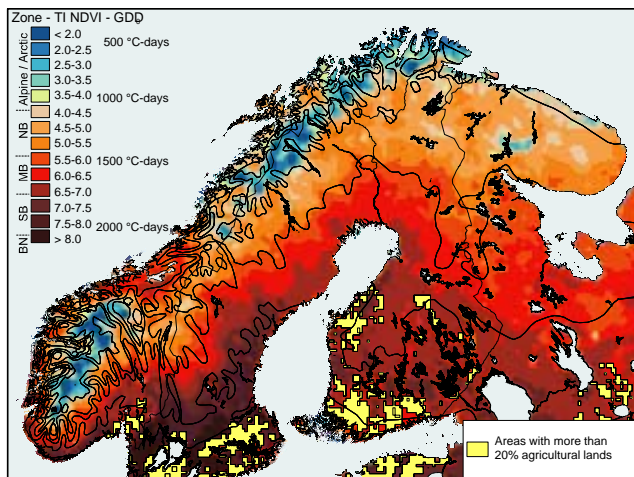 Zone - TI NDVI - GDD
Alpine / Arctic
NB
MB
SB
BN
< 2.0
2.0-2.5
2.5-3.0
3.0-3.5
3.5-4.0
4.0-4.5
4.5-5.0
5.0-5.5
5.5-6.0
6.0-6.5
6.5-7.0
7.0-7.5
7.5-8.0
> 8.0
500 °C-days
1000 °C-days
1500 °C-days
2000 °C-days
Areas with more than
20% agricultural lands